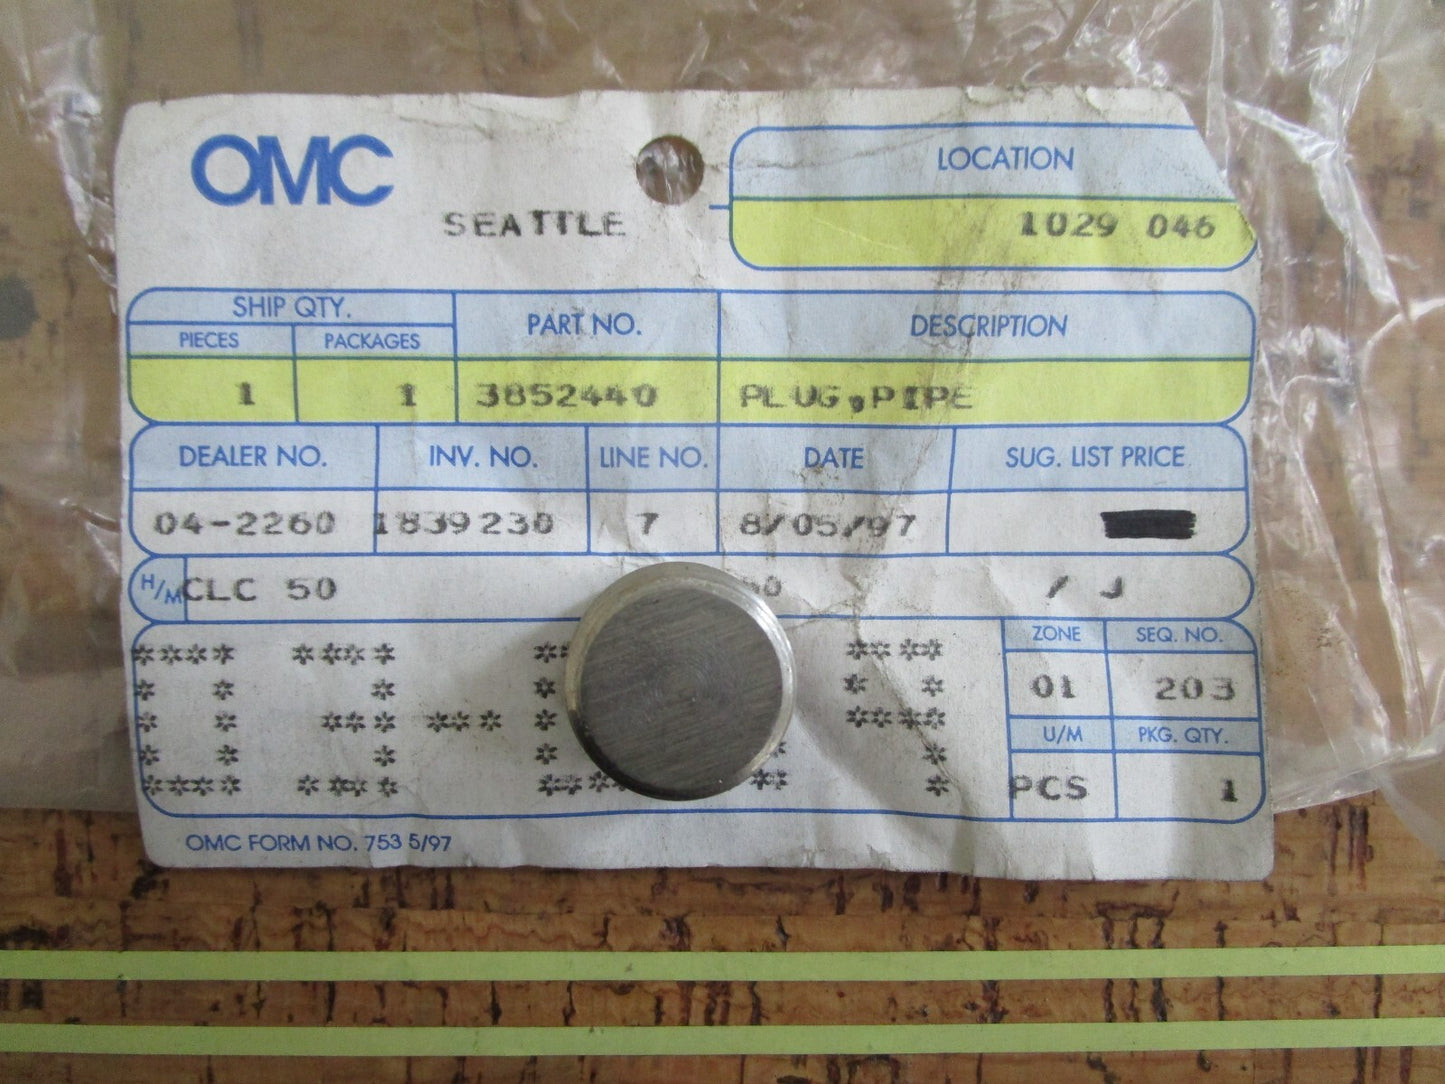 OMC
SEATTLE
LOCATION
1029 046
SHIP QTY.
PIECES PACKAGES PART NO. DESCRIPTION
1 1 3852440 PLUG,PIPE
DEALER NO. INV. NO. LINE NO. DATE SUG. LIST PRICE
04-2260 1839230 7 8/05/97
H/M CLC 50 / J
ZONE SEQ. NO.
01 203
U/M PKG. QTY.
PCS 1
OMC FORM NO. 753 5/97